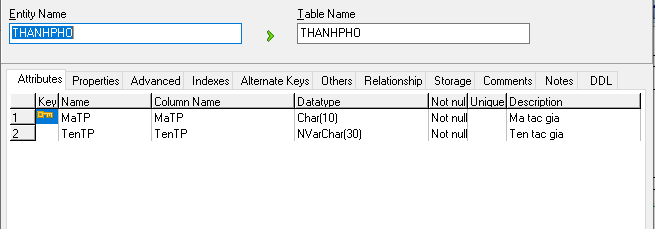 Entity Name Table Name
THANHPHO THANHPHO
Attributes Properties Advanced Indexes Alternate Keys Others Relationship Storage Comments Notes DDL
Key Name Column Name Datatype Not nul Unique Description
1 MaTP MaTP Char(10) Not null Ma tac gia
2 TenTP TenTP NVarChar(30) Not null Ten tac gia